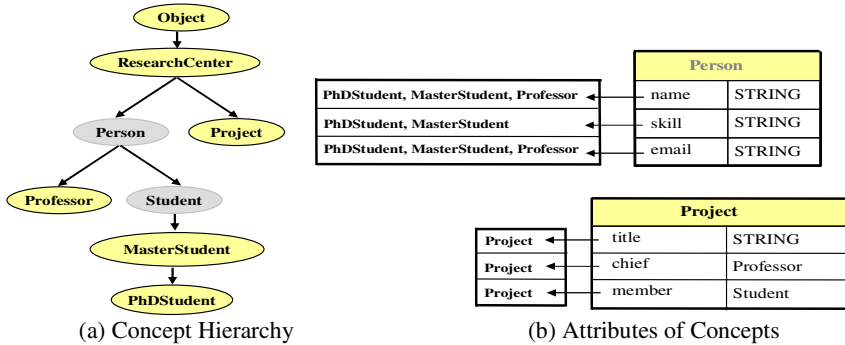 Object
ResearchCenter
Person
Project
Professor
Student
MasterStudent
PhDStudent
(a) Concept Hierarchy
Person
PhDStudent, MasterStudent, Professor name STRING
PhDStudent, MasterStudent skill STRING
PhDStudent, MasterStudent, Professor email STRING
Project
Project title STRING
Project chief Professor
Project member Student
(b) Attributes of Concepts